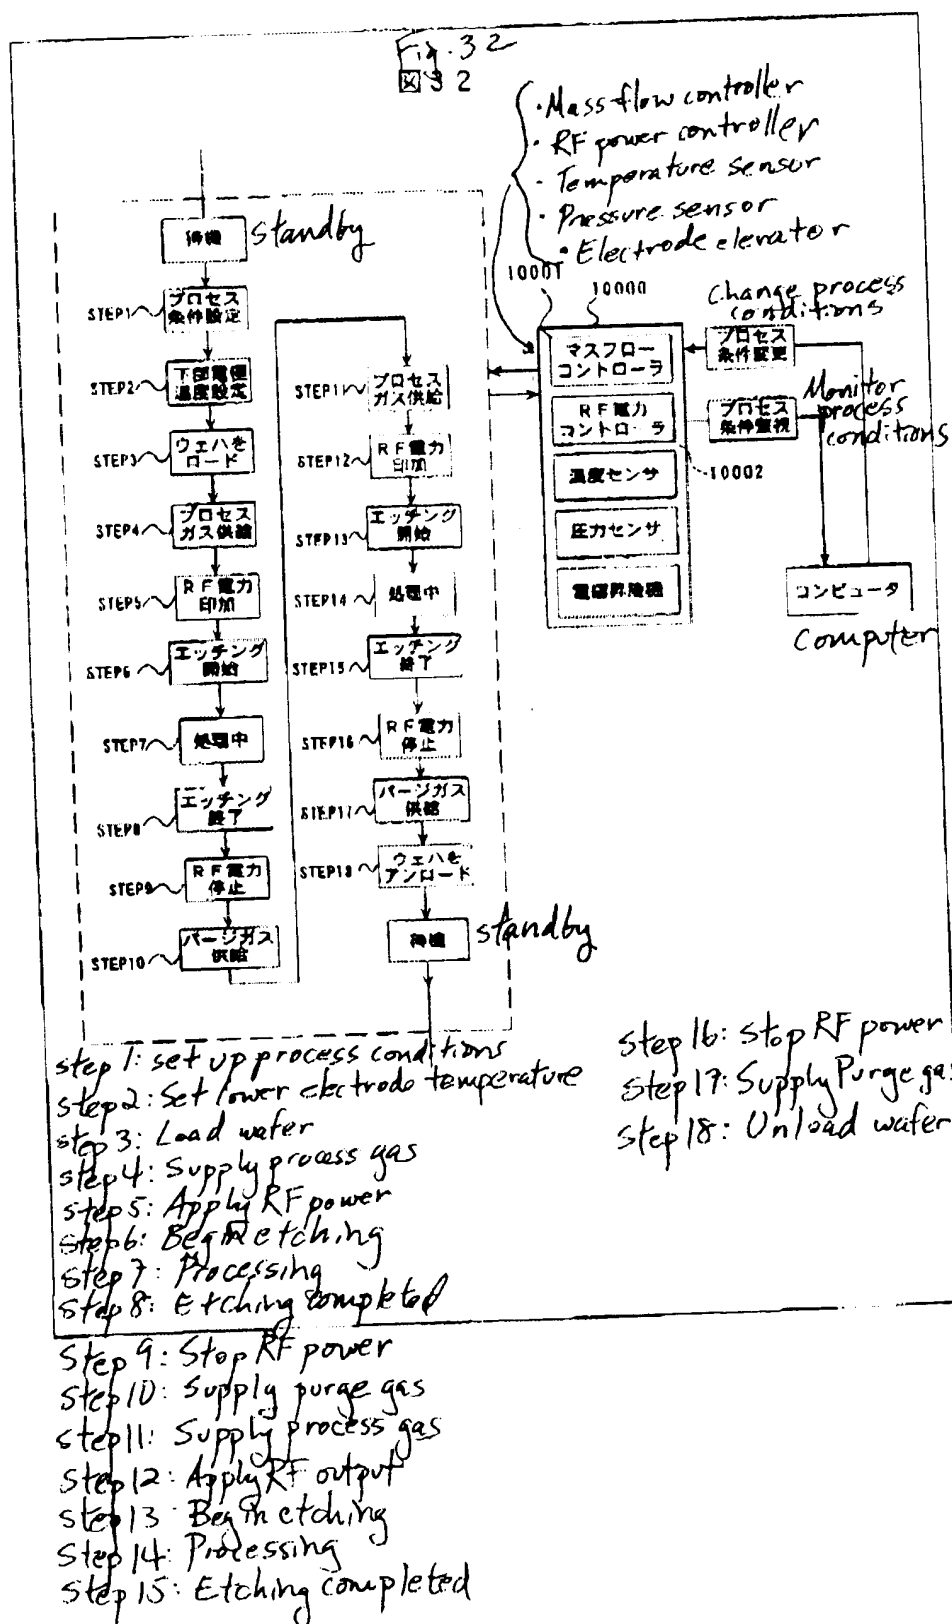 Fig. 32
図32
・Mass flow controller
・RF power controller
・Temperature sensor
・Pressure sensor
・Electrode elevator
待機
standby
STEP1
プロセス
条件設定
STEP2
下部電極
温度設定
STEP3
ウェハを
ロード
STEP4
プロセス
ガス供給
STEP5
RF電力
印加
STEP6
エッチング
開始
STEP7
処理中
STEP8
エッチング
終了
STEP9
RF電力
停止
STEP10
パージガス
供給
STEP11
プロセス
ガス供給
STEP12
RF電力
印加
STEP13
エッチング
開始
STEP14
処理中
STEP15
エッチング
終了
STEP16
RF電力
停止
STEP17
パージガス
供給
STEP18
ウェハを
アンロード
待機
standby
10001
10000
マスフロー
コントローラ
RF電力
コントローラ
温度センサ
圧力センサ
電極昇降機
10002
Change process
conditions
プロセス
条件変更
Monitor
process
conditions
プロセス
条件監視
コンピュータ
Computer
step 1: set up process conditions
step 2: Set lower electrode temperature
step 3: Load wafer
step 4: Supply process gas
step 5: Apply RF power
step 6: Begin etching
step 7: Processing
step 8: Etching completed
Step 9: Stop RF power
Step 10: Supply purge gas
step 11: Supply process gas
step 12: Apply RF output
step 13: Begin etching
Step 14: Processing
Step 15: Etching completed
step 16: Stop RF power
Step 17: Supply Purge gas
step 18: Unload wafer